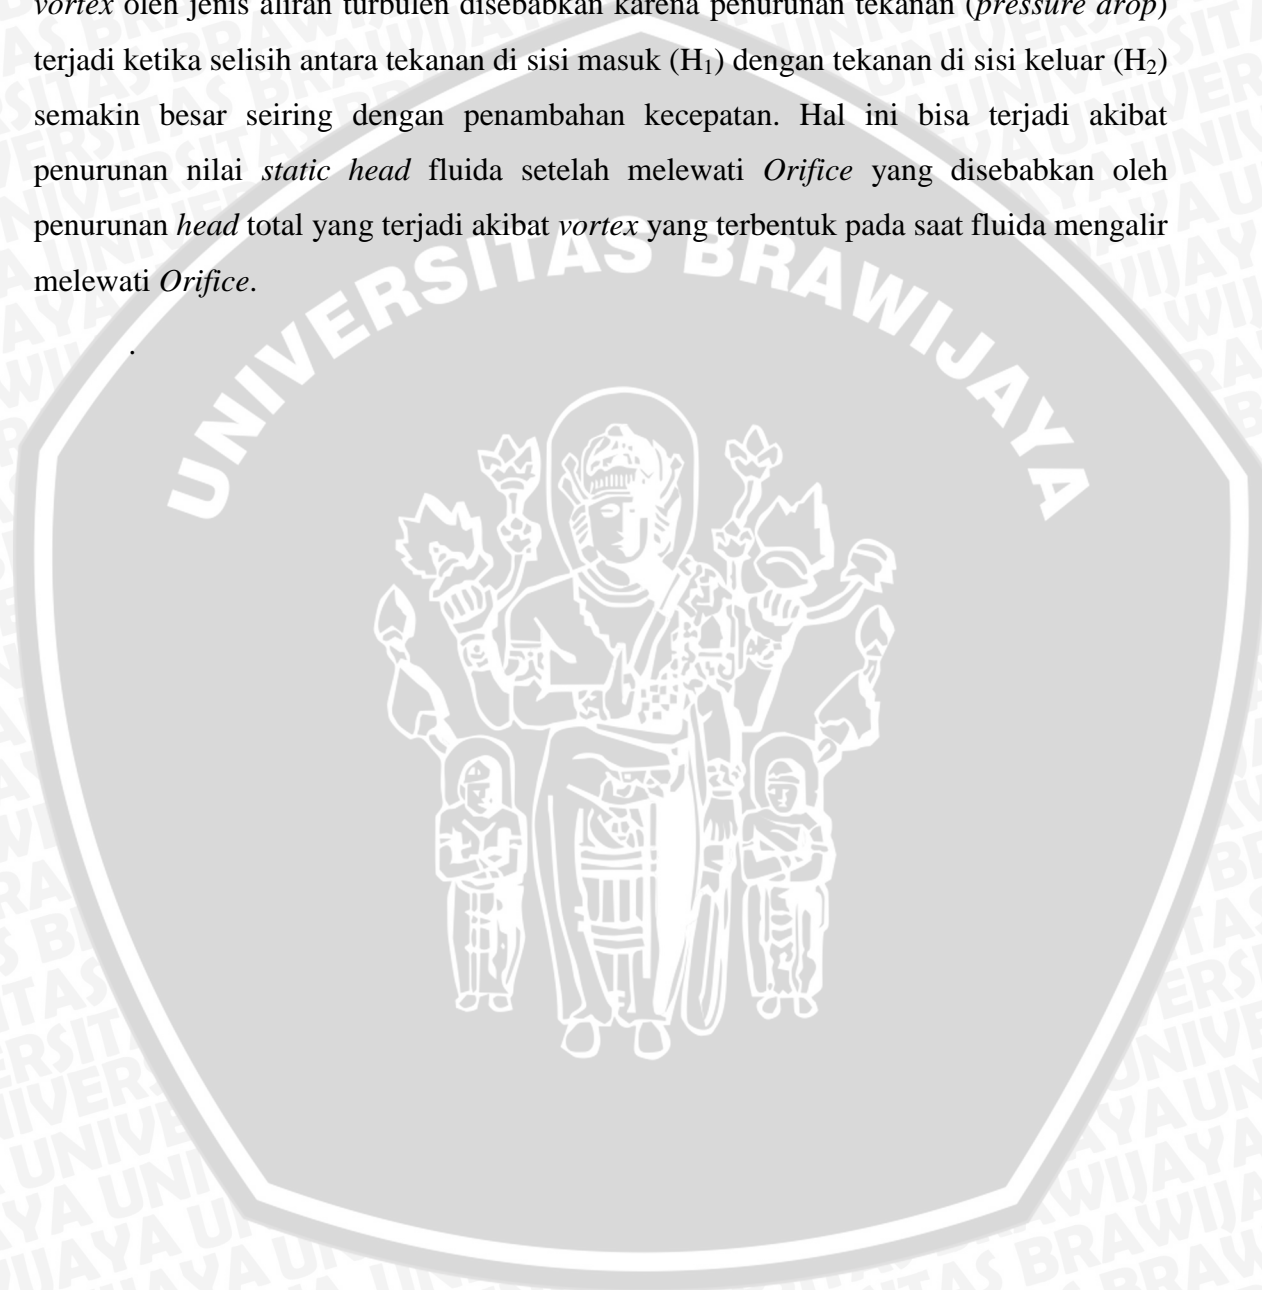 vortex oleh jenis aliran turbulen disebabkan karena penurunan tekanan (pressure drop)
terjadi ketika selisih antara tekanan di sisi masuk (H₁) dengan tekanan di sisi keluar (H₂)
semakin besar seiring dengan penambahan kecepatan. Hal ini bisa terjadi akibat
penurunan nilai static head fluida setelah melewati Orifice yang disebabkan oleh
penurunan head total yang terjadi akibat vortex yang terbentuk pada saat fluida mengalir
melewati Orifice.
.
UNIVERSITAS BRAWIJAYA